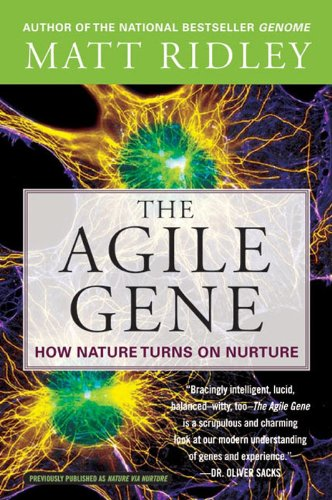 AUTHOR OF THE NATIONAL BESTSELLER GENOME
MATT RIDLEY
THE
AGILE
GENE
HOW NATURE TURNS ON NURTURE
"Bracingly intelligent, lucid,
balanced—witty, too—The Agile Gene
is a scrupulous and charming
look at our modern understanding
of genes and experience."
—DR. OLIVER SACKS
PREVIOUSLY PUBLISHED AS NATURE VIA NURTURE